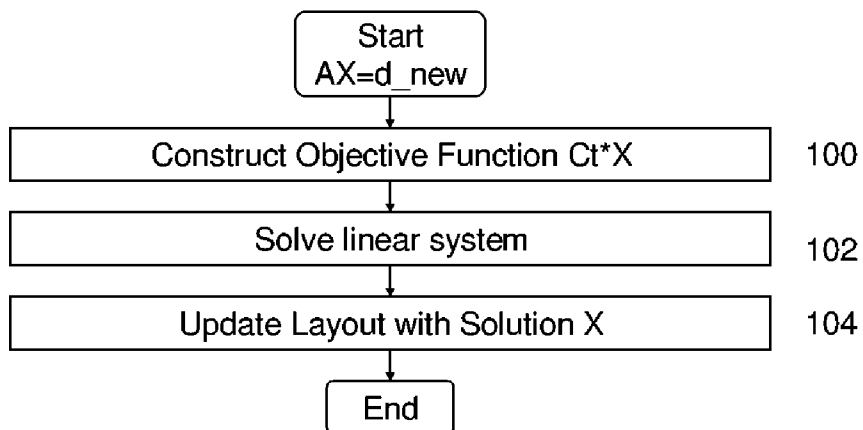 Start
AX=d_new
Construct Objective Function Ct*X
100
Solve linear system
102
Update Layout with Solution X
104
End